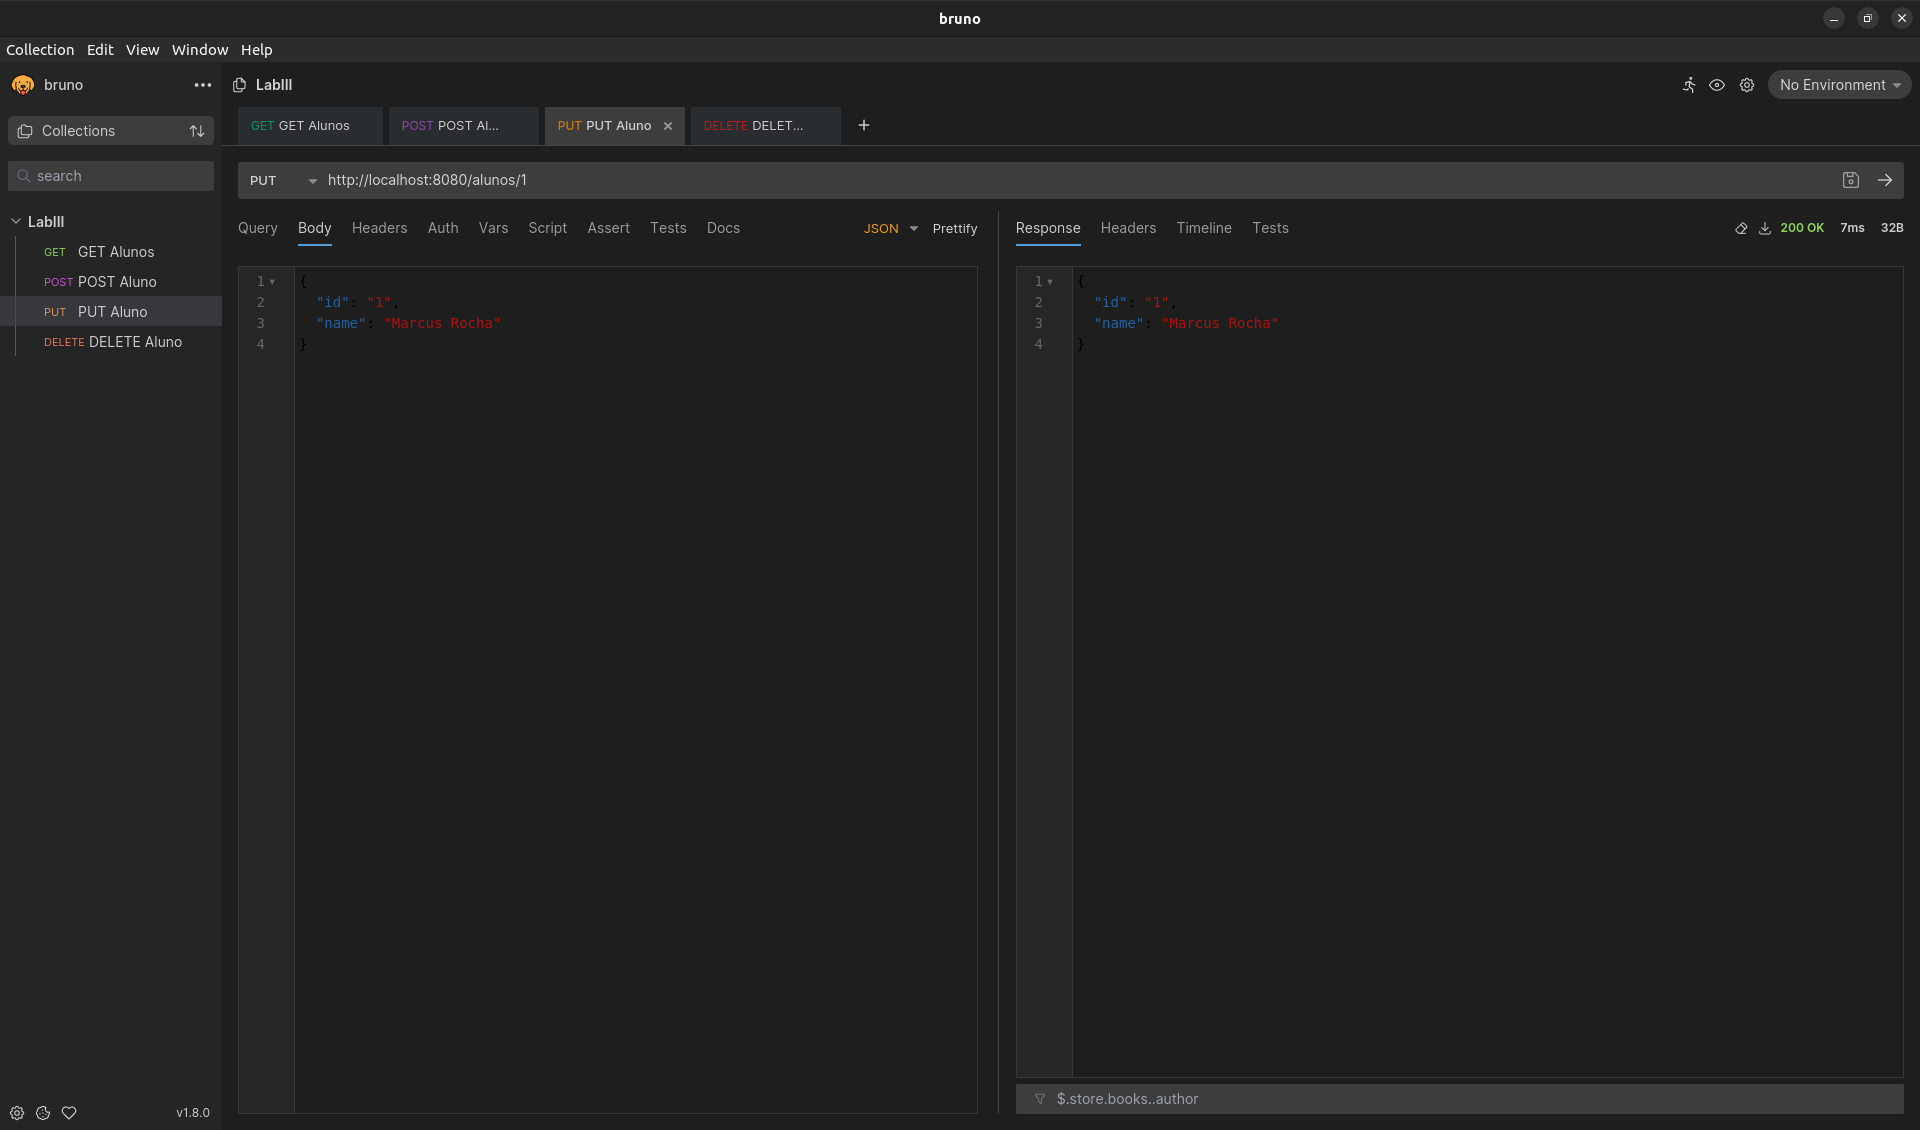 bruno
Collection Edit View Window Help
bruno
LabIII
No Environment
Collections
GET GET Alunos
POST POST Al...
PUT PUT Aluno
DELETE DELET...
search
PUT http://localhost:8080/alunos/1
LabIII
GET GET Alunos
POST POST Aluno
PUT PUT Aluno
DELETE DELETE Aluno
Query Body Headers Auth Vars Script Assert Tests Docs JSON Prettify
1 {
2 "id": "1",
3 "name": "Marcus Rocha"
4 }
Response Headers Timeline Tests 200 OK 7ms 32B
1 {
2 "id": "1",
3 "name": "Marcus Rocha"
4 }
$.store.books..author
v1.8.0